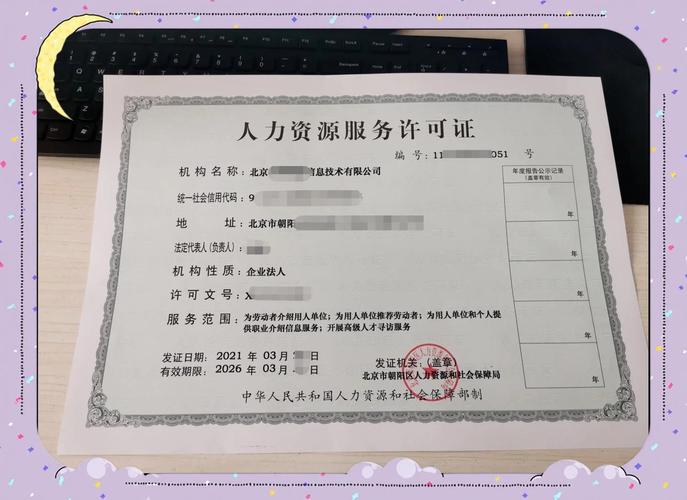 人力资源服务许可证
编号:11 051 号
机构名称:北京 信息技术有限公司
统一社会信用代码:9
地 址:北京市朝阳
法定代表人(负责人):
机构性质:企业法人
许可文号:X
服务范围:为劳动者介绍用人单位;为用人单位推荐劳动者;为用人单位和个人提
供职业介绍信息服务;开展高级人才寻访服务
发证日期:2021 年 03 月 日
有效期限:2026 03 月 日
发证机关:(盖章)
北京市朝阳区人力资源和社会保障局
中华人民共和国人力资源和社会保障部制
年度报告公示记录
(盖章有效)
年
年
年
年
年